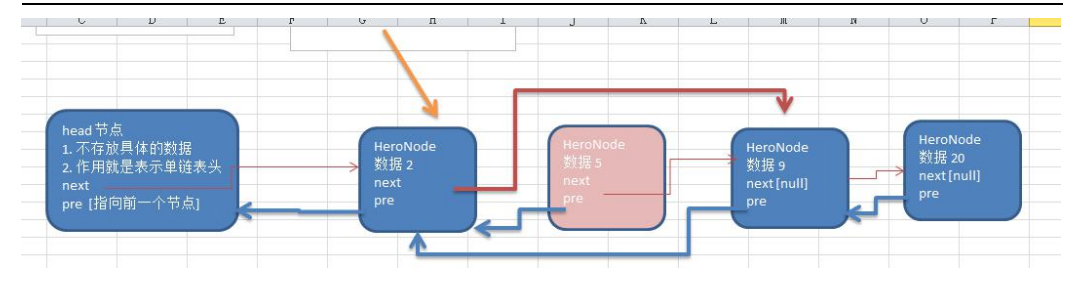 C D E F G H I J K L M N O P
head 节点
1. 不存放具体的数据
2. 作用就是表示单链表头
next
pre [指向前一个节点]
HeroNode
数据 2
next
pre
HeroNode
数据 5
next
pre
HeroNode
数据 9
next [null]
pre
HeroNode
数据 20
next [null]
pre